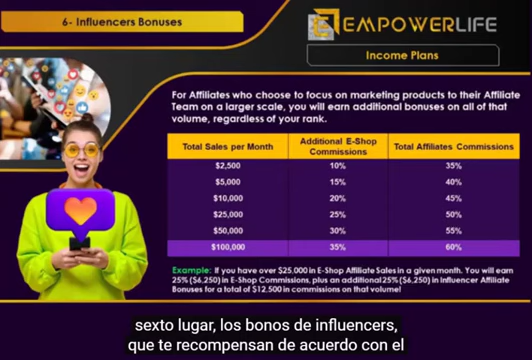 6- Influencers Bonuses
EMPOWERLIFE
Income Plans
For Affiliates who choose to focus on marketing products to their Affiliate
Team on a larger scale, you will earn additional bonuses on all of that
volume, regardless of your rank.
Total Sales per Month
Additional E-Shop
Commissions
Total Affiliates Commissions
$2,500 10% 35%
$5,000 15% 40%
$10,000 20% 45%
$25,000 25% 50%
$50,000 30% 55%
$100,000 35% 60%
Example: If you have over $25,000 in E-Shop Affiliate Sales in a given month. You will earn
25% ($6,250) in E-Shop Commissions, plus an additional 25% ($6,250) in Influencer Affiliate
Bonuses for a total of $12,500 in commissions on that volume!
sexto lugar, los bonos de influencers,
que te recompensan de acuerdo con el